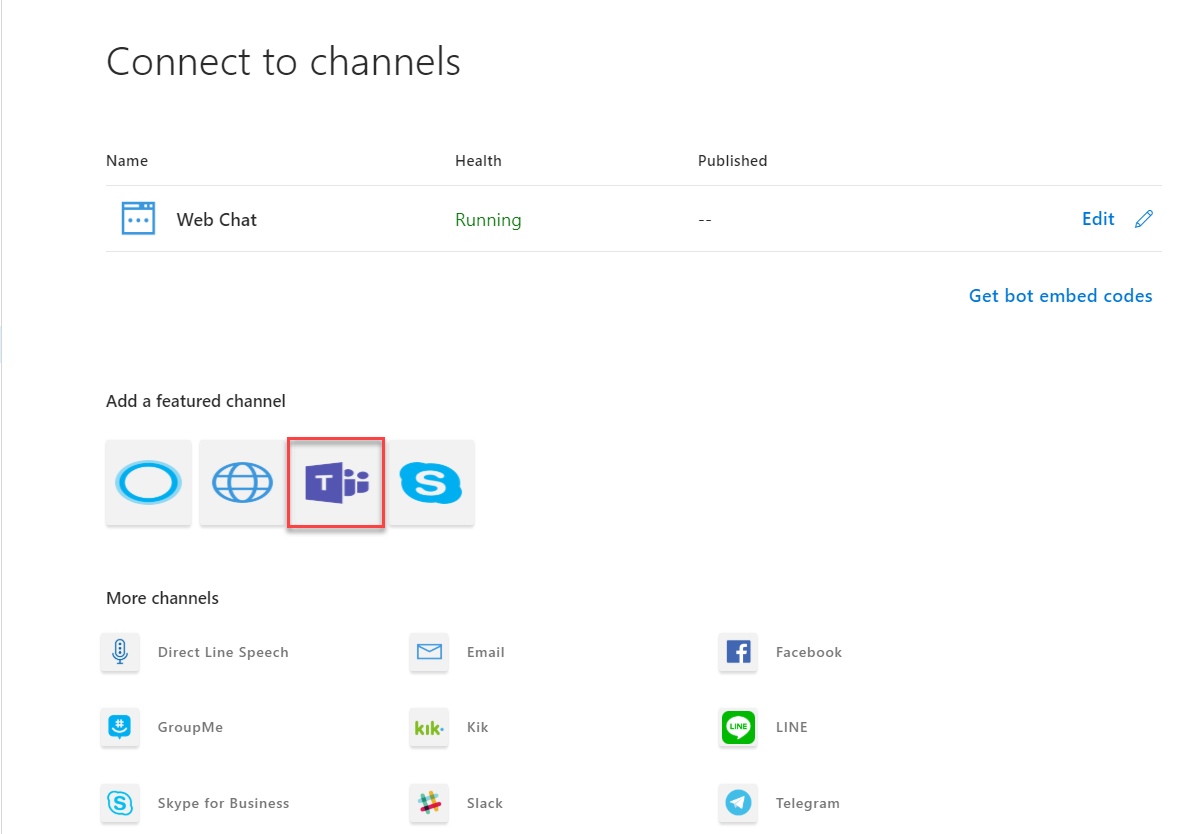 Connect to channels
Name Health Published
Web Chat Running -- Edit
Get bot embed codes
Add a featured channel
T S
More channels
Direct Line Speech Email Facebook
GroupMe kik. Kik LINE LINE
Skype for Business Slack Telegram